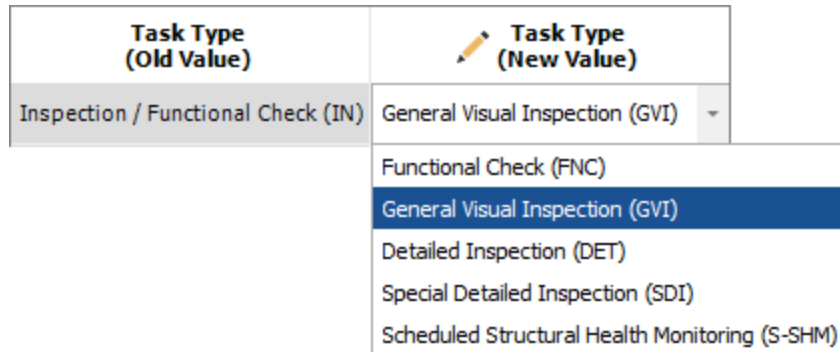 Task Type
(Old Value)
Task Type
(New Value)
Inspection / Functional Check (IN)
General Visual Inspection (GVI)
Functional Check (FNC)
General Visual Inspection (GVI)
Detailed Inspection (DET)
Special Detailed Inspection (SDI)
Scheduled Structural Health Monitoring (S-SHM)